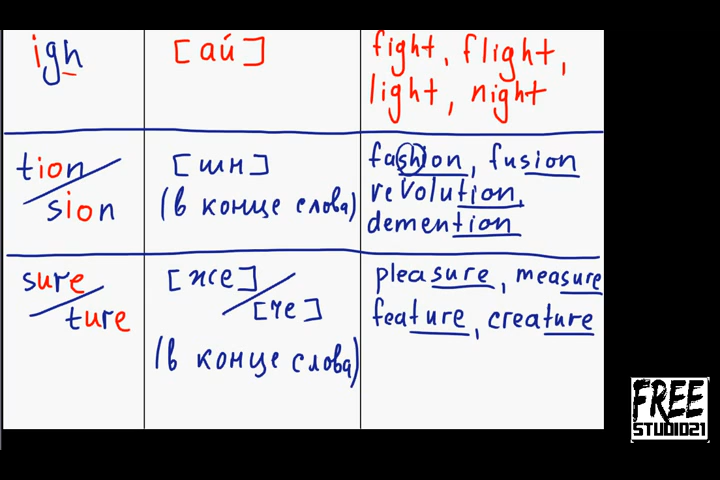 igh [ай] fight, flight,
light, night
tion [шн] fashion, fusion
sion (в конце слова) revolution,
demention
sure [же] pleasure, measure
ture [че] feature, creature
(в конце слова)
FREE
STUDIO21